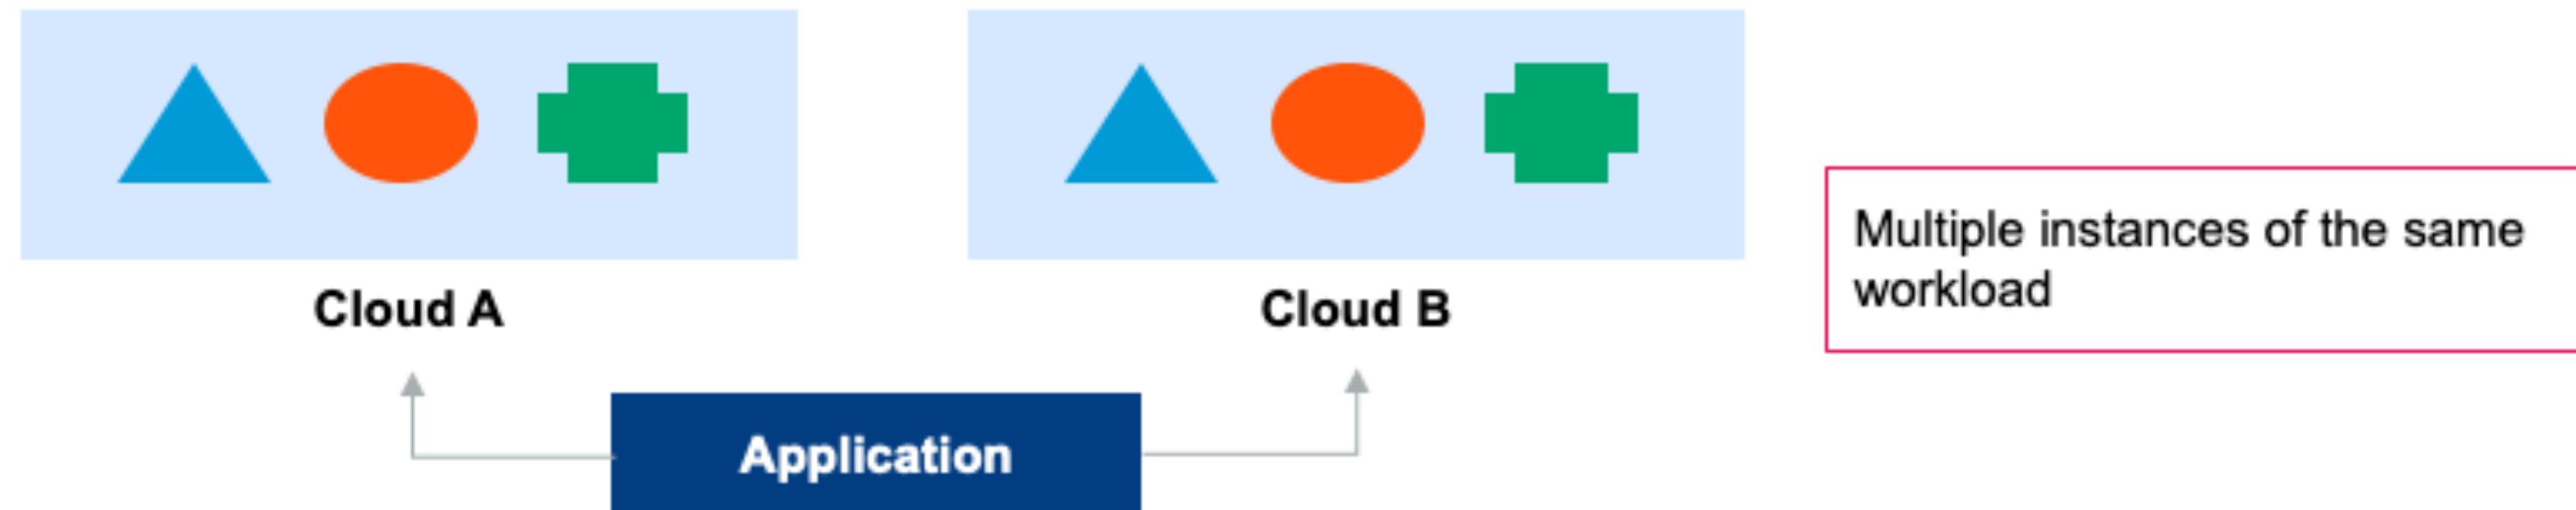 Cloud A
Cloud B
Multiple instances of the same
workload
Application